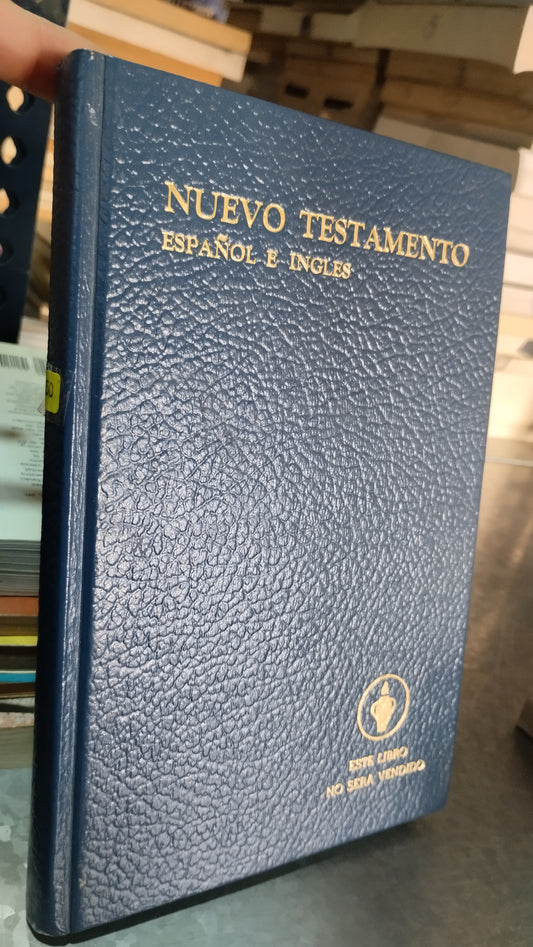 NUEVO TESTAMENTO
ESPAÑOL E INGLES
ESTE LIBRO
NO SERA VENDIDO